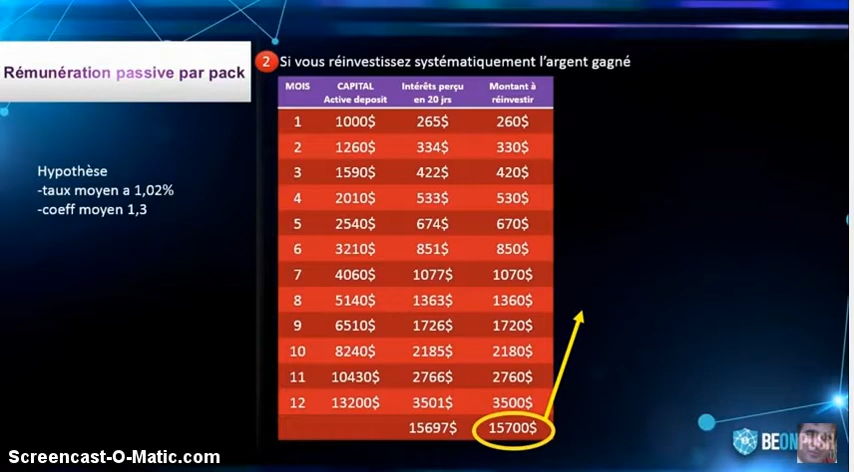 Rémunération passive par pack
2 Si vous réinvestissez systématiquement l'argent gagné
Hypothèse
-taux moyen a 1,02%
-coeff moyen 1,3
MOIS CAPITAL Intérêts perçu Montant à
Active deposit en 20 jrs réinvestir
1 1000$ 265$ 260$
2 1260$ 334$ 330$
3 1590$ 422$ 420$
4 2010$ 533$ 530$
5 2540$ 674$ 670$
6 3210$ 851$ 850$
7 4060$ 1077$ 1070$
8 5140$ 1363$ 1360$
9 6510$ 1726$ 1720$
10 8240$ 2185$ 2180$
11 10430$ 2766$ 2760$
12 13200$ 3501$ 3500$
15697$ 15700$
BEONPUSH
Screencast-O-Matic.com